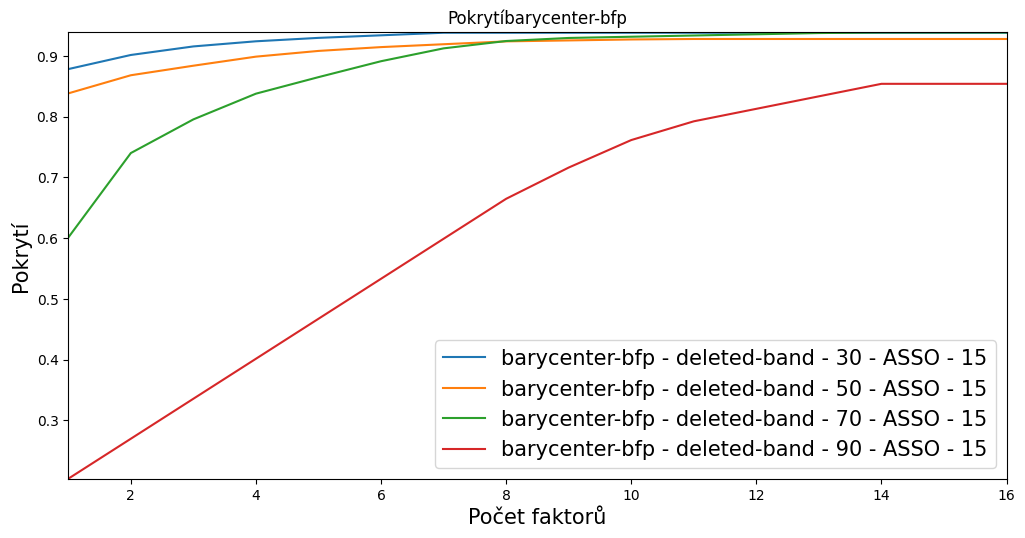 Pokrytíbarycenter-bfp
Pokrytí
0.9
0.8
0.7
0.6
0.5
0.4
0.3
barycenter-bfp - deleted-band - 30 - ASSO - 15
barycenter-bfp - deleted-band - 50 - ASSO - 15
barycenter-bfp - deleted-band - 70 - ASSO - 15
barycenter-bfp - deleted-band - 90 - ASSO - 15
2 4 6 8 10 12 14 16
Počet faktorů